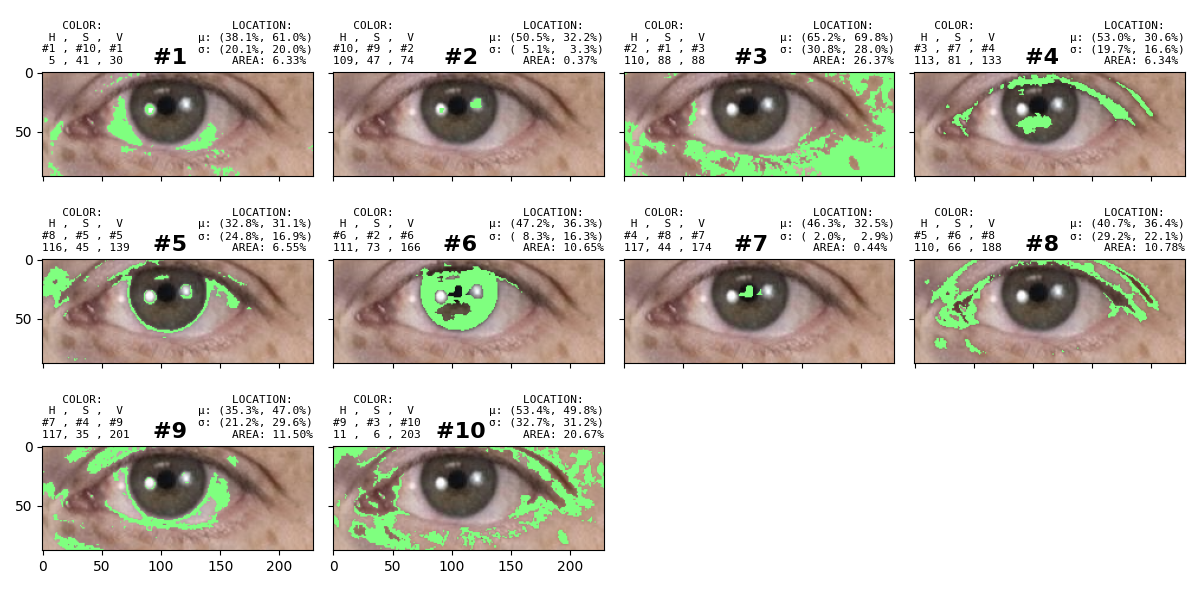 COLOR: LOCATION:
H , S , V μ: (38.1%, 61.0%)
#1 , #10, #1 σ: (20.1%, 20.0%)
5 , 41 , 30 #1 AREA: 6.33%
COLOR: LOCATION:
H , S , V μ: (50.5%, 32.2%)
#10, #9 , #2 σ: ( 5.1%, 3.3%)
109, 47 , 74 #2 AREA: 0.37%
COLOR: LOCATION:
H , S , V μ: (65.2%, 69.8%)
#2 , #1 , #3 σ: (30.8%, 28.0%)
110, 88 , 88 #3 AREA: 26.37%
COLOR: LOCATION:
H , S , V μ: (53.0%, 30.6%)
#3 , #7 , #4 σ: (19.7%, 16.6%)
113, 81 , 133 #4 AREA: 6.34%
0
50
COLOR: LOCATION:
H , S , V μ: (32.8%, 31.1%)
#8 , #5 , #5 σ: (24.8%, 16.9%)
116, 45 , 139 #5 AREA: 6.55%
COLOR: LOCATION:
H , S , V μ: (47.2%, 36.3%)
#6 , #2 , #6 σ: ( 8.3%, 16.3%)
111, 73 , 166 #6 AREA: 10.65%
COLOR: LOCATION:
H , S , V μ: (46.3%, 32.5%)
#4 , #8 , #7 σ: ( 2.0%, 2.9%)
117, 44 , 174 #7 AREA: 0.44%
COLOR: LOCATION:
H , S , V μ: (40.7%, 36.4%)
#5 , #6 , #8 σ: (29.2%, 22.1%)
110, 66 , 188 #8 AREA: 10.78%
0
50
COLOR: LOCATION:
H , S , V μ: (35.3%, 47.0%)
#7 , #4 , #9 σ: (21.2%, 29.6%)
117, 35 , 201 #9 AREA: 11.50%
COLOR: LOCATION:
H , S , V μ: (53.4%, 49.8%)
#9 , #3 , #10 σ: (32.7%, 31.2%)
11 , 6 , 203 #10 AREA: 20.67%
0
50
0 50 100 150 200
0 50 100 150 200